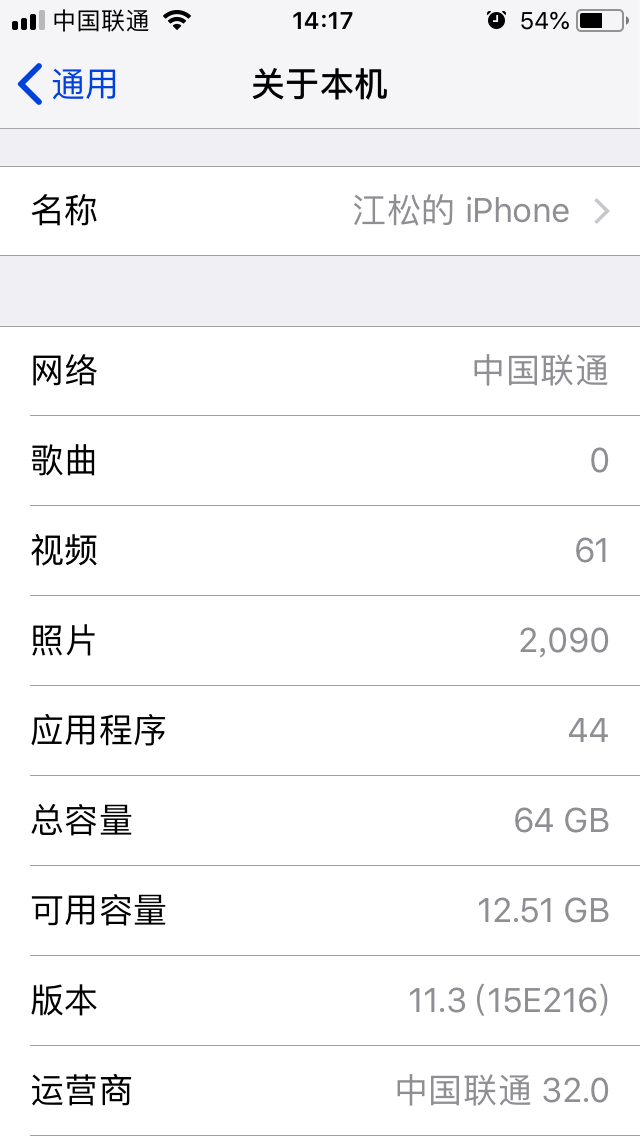 中国联通 14:17 54%
通用 关于本机
名称 江松的 iPhone
网络 中国联通
歌曲 0
视频 61
照片 2,090
应用程序 44
总容量 64 GB
可用容量 12.51 GB
版本 11.3 (15E216)
运营商 中国联通 32.0